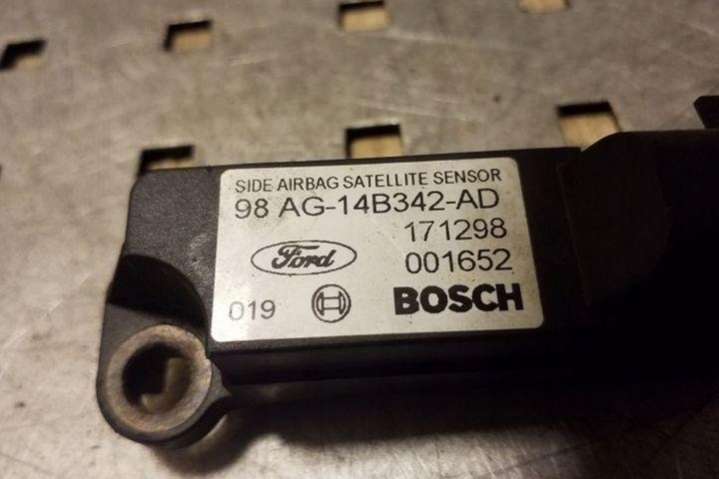 SIDE AIRBAG SATELLITE SENSOR
98 AG-14B342-AD
171298
Ford
001652
019
BOSCH